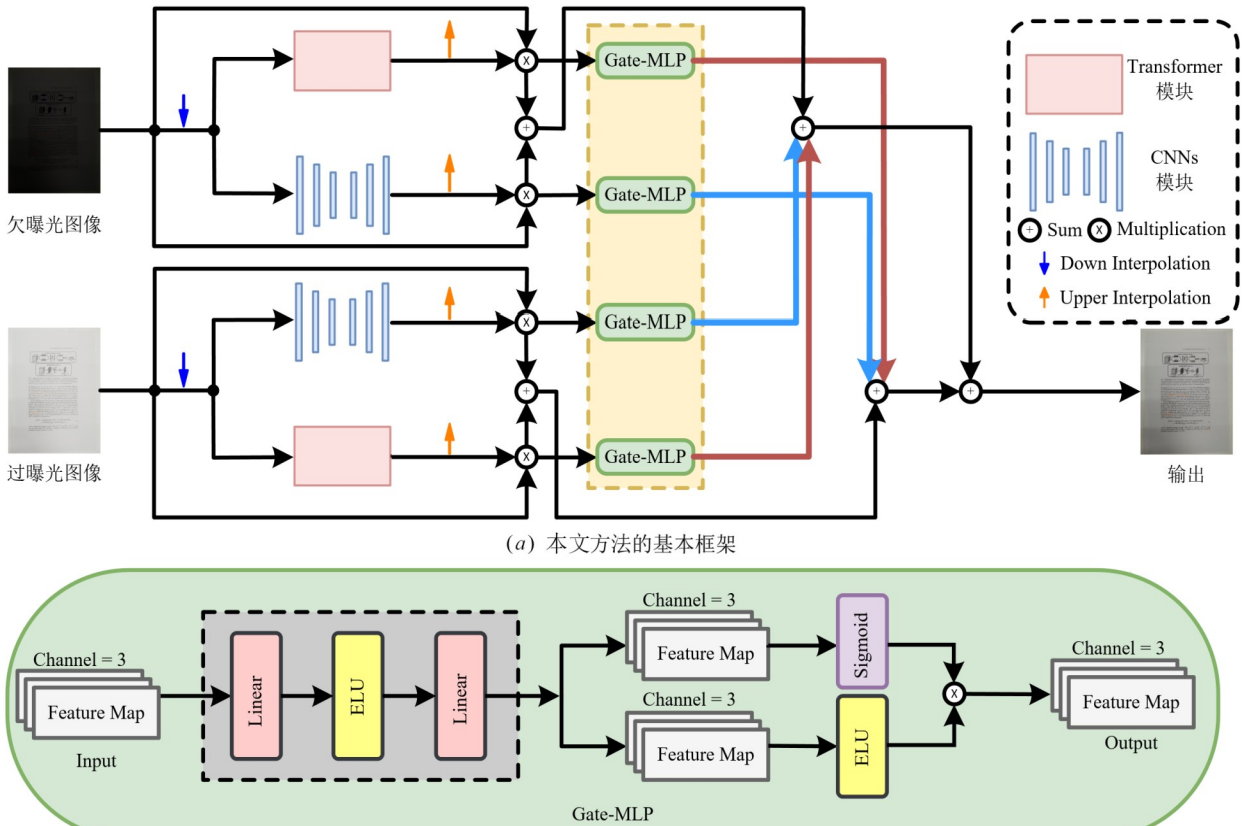 欠曝光图像
过曝光图像
Gate-MLP
Gate-MLP
Gate-MLP
Gate-MLP
Transformer
模块
CNNs
模块
+ Sum x Multiplication
Down Interpolation
Upper Interpolation
x
+
x
x
+
x
+
+
+
输出
(a) 本文方法的基本框架
Channel = 3
Feature Map
Input
Linear
ELU
Linear
Channel = 3
Feature Map
Sigmoid
Channel = 3
Feature Map
ELU
x
Channel = 3
Feature Map
Output
Gate-MLP